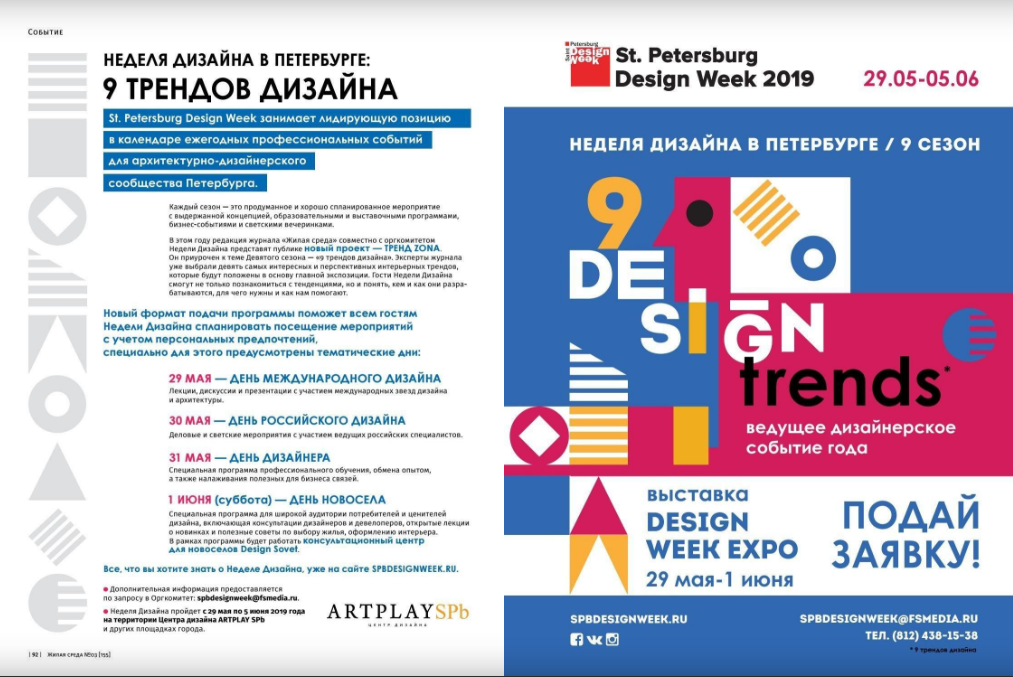 Событие
НЕДЕЛЯ ДИЗАЙНА В ПЕТЕРБУРГЕ:
9 ТРЕНДОВ ДИЗАЙНА
St. Petersburg Design Week занимает лидирующую позицию
в календаре ежегодных профессиональных событий
для архитектурно-дизайнерского
сообщества Петербурга.
Каждый сезон — это продуманное и хорошо спланированное мероприятие
с выдержанной концепцией, образовательными и выставочными программами,
бизнес-событиями и светскими вечеринками.
В этом году редакция журнала «Жилая среда» совместно с оргкомитетом
Недели Дизайна представят публике новый проект — ТРЕНД ZONA.
Он приурочен к теме Девятого сезона — «9 трендов дизайна». Эксперты журнала
уже выбрали девять самых интересных и перспективных интерьерных трендов,
которые будут положены в основу главной экспозиции. Гости Недели Дизайна
смогут не только познакомиться с тенденциями, но и понять, кем и как они разра-
батываются, для чего нужны и как нам помогают.
Новый формат подачи программы поможет всем гостям
Недели Дизайна спланировать посещение мероприятий
с учетом персональных предпочтений,
специально для этого предусмотрены тематические дни:
29 МАЯ — ДЕНЬ МЕЖДУНАРОДНОГО ДИЗАЙНА
Лекции, дискуссии и презентации с участием международных звезд дизайна
и архитектуры.
30 МАЯ — ДЕНЬ РОССИЙСКОГО ДИЗАЙНА
Деловые и светские мероприятия с участием ведущих российских специалистов.
31 МАЯ — ДЕНЬ ДИЗАЙНЕРА
Специальная программа профессионального обучения, обмена опытом,
а также налаживания полезных для бизнеса связей.
1 ИЮНЯ (суббота) — ДЕНЬ НОВОСЕЛА
Специальная программа для широкой аудитории потребителей и ценителей
дизайна, включающая консультации дизайнеров и девелоперов, открытые лекции
о новинках и полезные советы по выбору жилья, оформлению интерьера.
В рамках программы будет работать консультационный центр
для новоселов Design Sovet.
Все, что вы хотите знать о Неделе Дизайна, уже на сайте SPBDESIGNWEEK.RU.
● Дополнительная информация предоставляется
по запросу в Оргкомитет: spbdesignweek@fsmedia.ru.
● Неделя Дизайна пройдет с 29 мая по 5 июня 2019 года
на территории Центра дизайна ARTPLAY SPb
и других площадках города.
ARTPLAYSPb
ЦЕНТР ДИЗАЙНА
| 92 | Жилая среда №03 [155]
Saint Petersburg
Design
Week
St. Petersburg
Design Week 2019
29.05-05.06
НЕДЕЛЯ ДИЗАЙНА В ПЕТЕРБУРГЕ / 9 СЕЗОН
9
DE
SIGN
trends*
ведущее дизайнерское
событие года
выставка
DESIGN
WEEK EXPO
29 мая-1 июня
ПОДАЙ
ЗАЯВКУ!
SPBDESIGNWEEK.RU
SPBDESIGNWEEK@FSMEDIA.RU
ТЕЛ. (812) 438-15-38
* 9 трендов дизайна